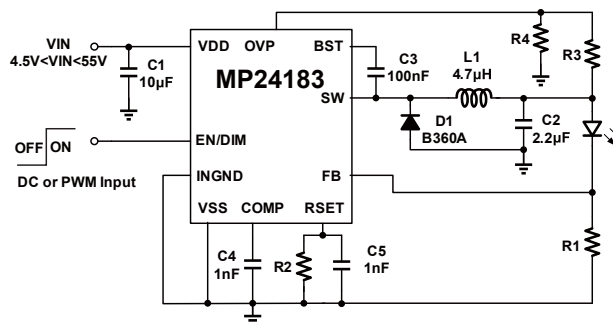 VIN
4.5V<VIN<55V
C1
10µF
VDD
OVP
BST
MP24183
SW
EN/DIM
INGND
FB
VSS
COMP
RSET
OFF
ON
DC or PWM Input
C3
100nF
L1
4.7µH
R4
R3
D1
B360A
C2
2.2µF
R1
C4
1nF
R2
C5
1nF